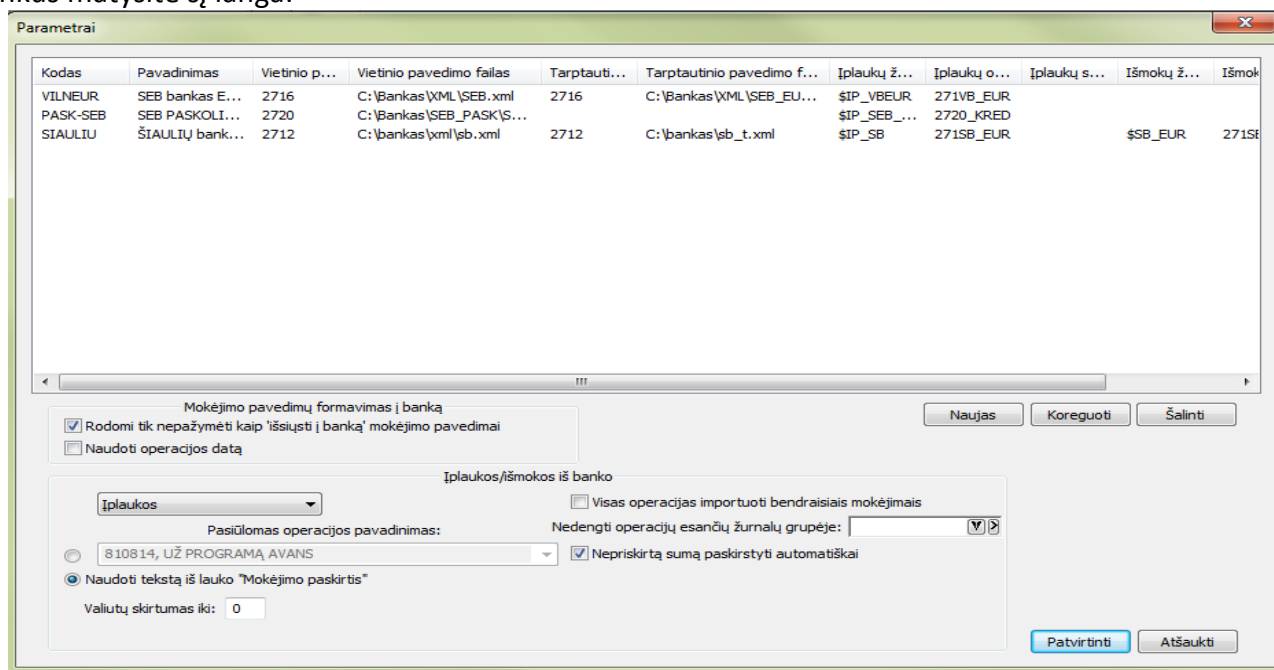 Parametrai
Kodas Pavadinimas Vietinio p... Vietinio pavedimo failas Tarptauti... Tarptautinio pavedimo f... Įplaukų ž... Įplaukų o... Įplaukų s... Išmokų ž... Išmok
VILNEUR SEB bankas E... 2716 C:\Bankas\XML\SEB.xml 2716 C:\Bankas\XML\SEB_EU... $IP_VBEUR 271VB_EUR
PASK-SEB SEB PASKOLI... 2720 C:\Bankas\SEB_PASK\S... $IP_SEB_... 2720_KRED
SIAULIU ŠIAULIŲ bank... 2712 C:\bankas\xml\sb.xml 2712 C:\bankas\sb_t.xml $IP_SB 271SB_EUR $SB_EUR 271SE
Mokėjimo pavedimų formavimas į banką
Rodomi tik nepažymėti kaip 'išsiųsti į banką' mokėjimo pavedimai
Naudoti operacijos datą
Naujas Koreguoti Šalinti
Įplaukos/išmokos iš banko
Įplaukos Visas operacijas importuoti bendraisiais mokėjimais
Pasiūlomas operacijos pavadinimas: Nedengti operacijų esančių žurnalų grupėje:
810814, UŽ PROGRAMĄ AVANS Nepriskirtą sumą paskirstyti automatiškai
Naudoti tekstą iš lauko "Mokėjimo paskirtis"
Valiutų skirtumas iki: 0
Patvirtinti Atšaukti